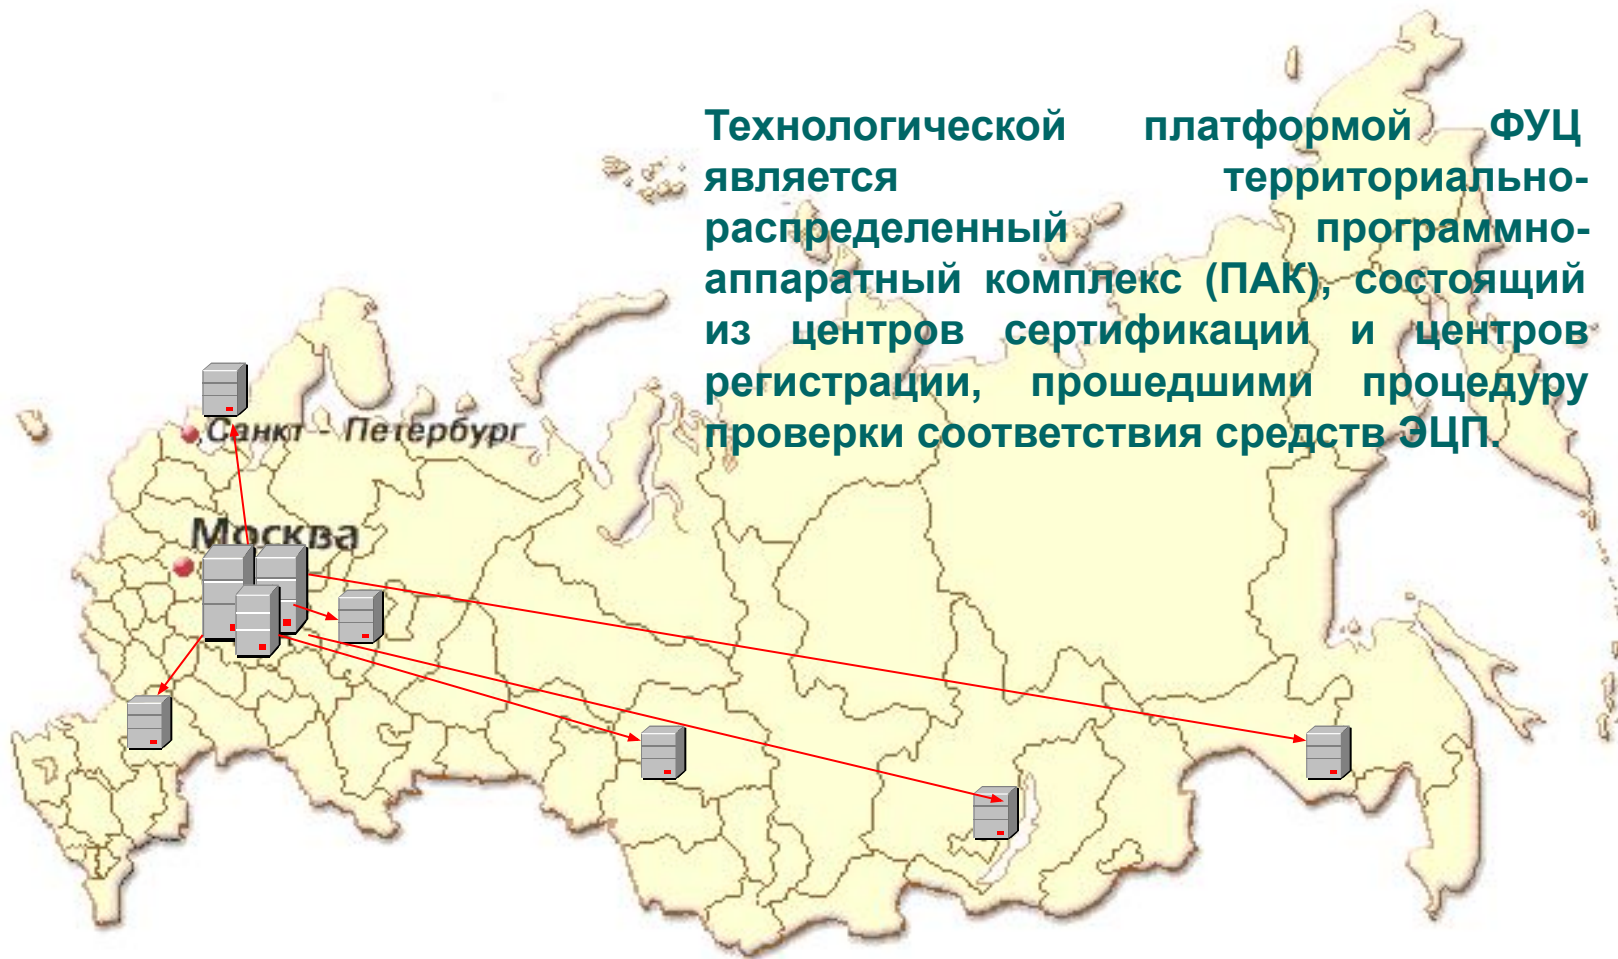 Технологической платформой ФУЦ
является территориально-
распределенный программно-
аппаратный комплекс (ПАК), состоящий
из центров сертификации и центров
регистрации, прошедшими процедуру
проверки соответствия средств ЭЦП.
Санкт - Петербург
Москва